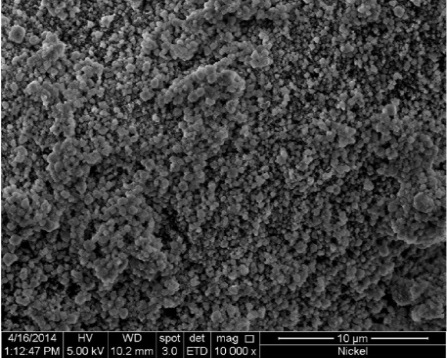 4/16/2014 HV WD spot det mag □ 10 μm
1:12:47 PM 5.00 kV 10.2 mm 3.0 ETD 10 000 x Nickel